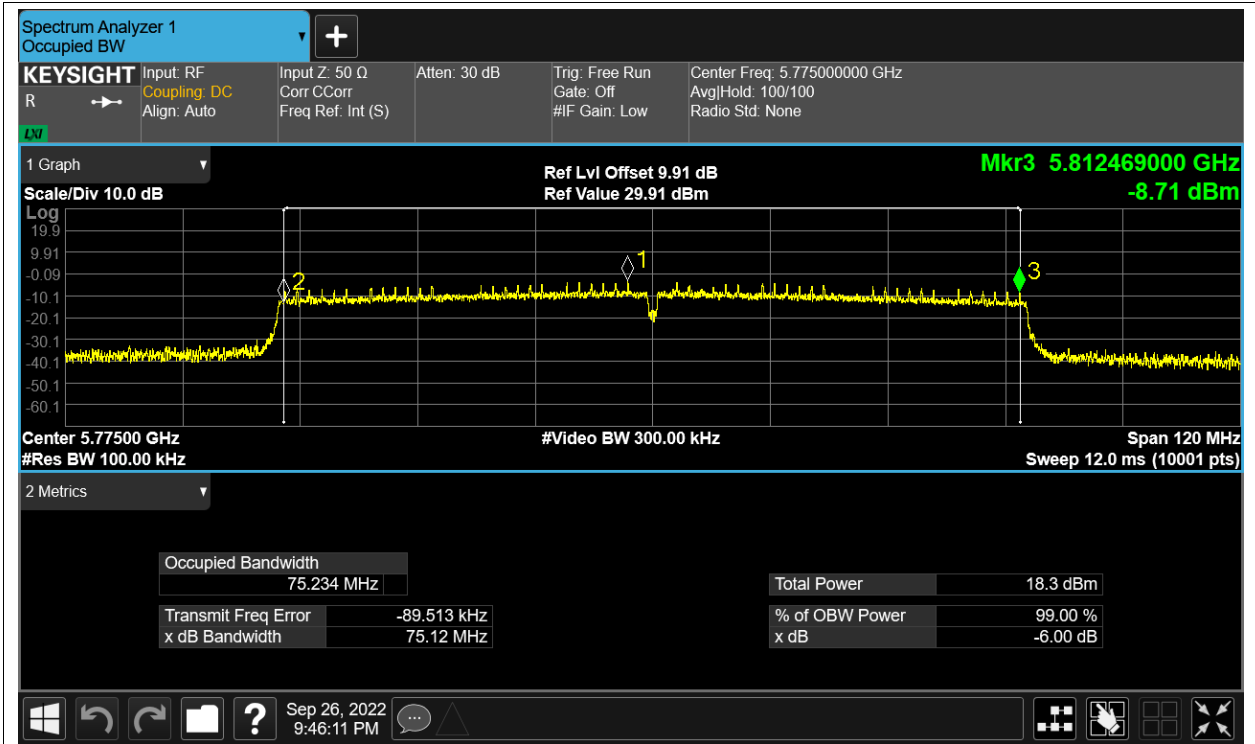 Spectrum Analyzer 1
Occupied BW
+
KEYSIGHT
R
LXI
Input: RF
Coupling: DC
Align: Auto
Input Z: 50 Ω
Corr CCorr
Freq Ref: Int (S)
Atten: 30 dB
Trig: Free Run
Gate: Off
#IF Gain: Low
Center Freq: 5.775000000 GHz
Avg|Hold: 100/100
Radio Std: None
1 Graph
Scale/Div 10.0 dB
Ref Lvl Offset 9.91 dB
Ref Value 29.91 dBm
Mkr3 5.812469000 GHz
-8.71 dBm
Log
19.9
9.91
-0.09
-10.1
-20.1
-30.1
-40.1
-50.1
-60.1
2
1
3
Center 5.77500 GHz
#Res BW 100.00 kHz
#Video BW 300.00 kHz
Span 120 MHz
Sweep 12.0 ms (10001 pts)
2 Metrics
Occupied Bandwidth
75.234 MHz
Transmit Freq Error -89.513 kHz
x dB Bandwidth 75.12 MHz
Total Power 18.3 dBm
% of OBW Power 99.00 %
x dB -6.00 dB
?
Sep 26, 2022
9:46:11 PM